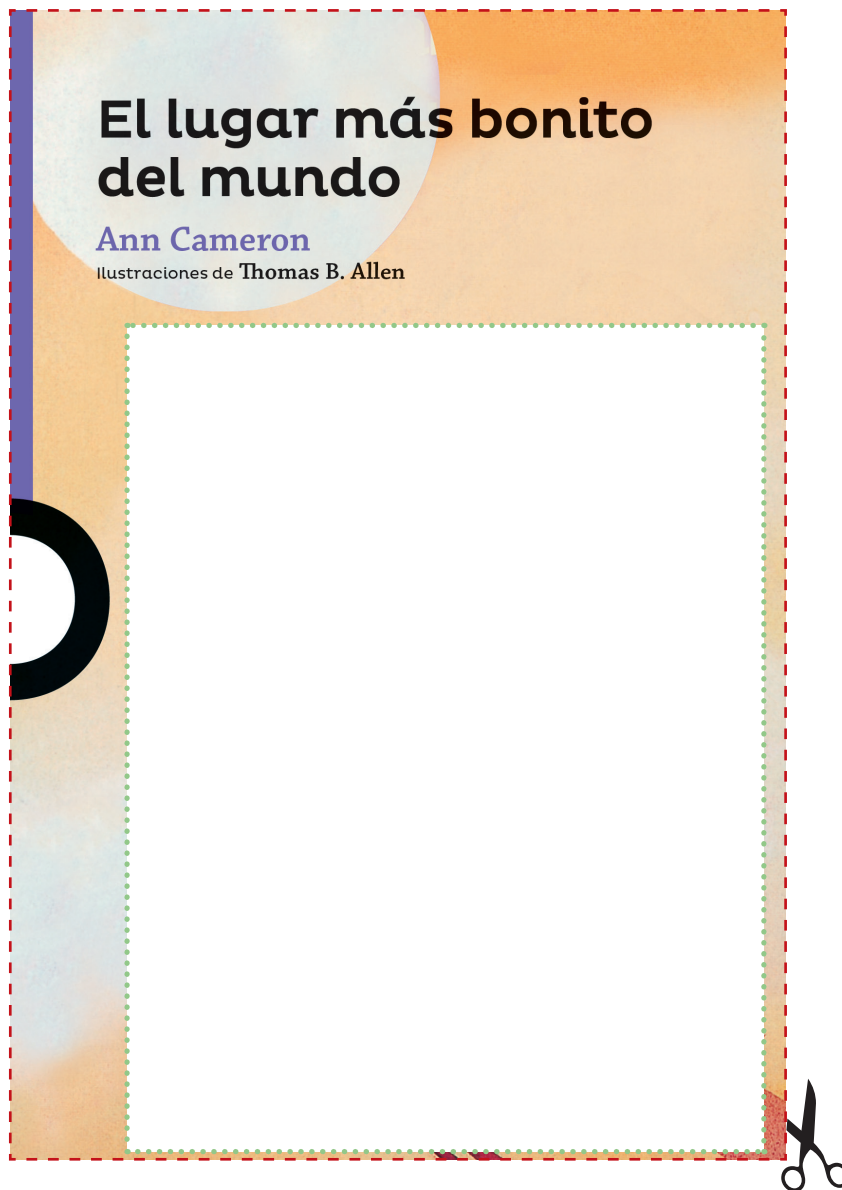 El lugar más bonito
del mundo
Ann Cameron
Ilustraciones de Thomas B. Allen